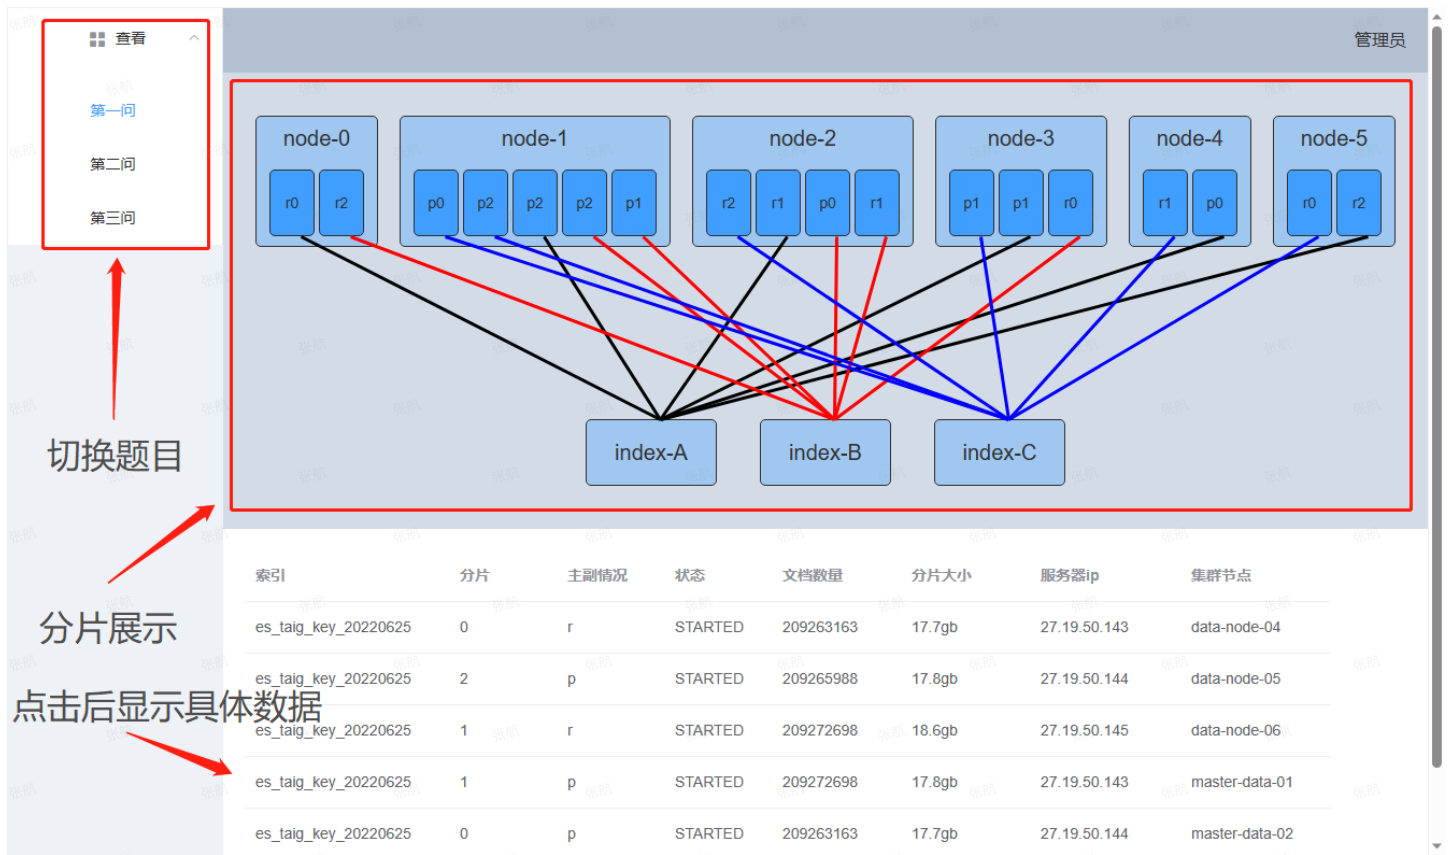 查看
管理员
第一问
第二问
第三问
切换题目
分片展示
点击后显示具体数据
node-0 node-1 node-2 node-3 node-4 node-5
r0 r2 p0 p2 p2 p2 p1 r2 r1 p0 r1 p1 p1 r0 r1 p0 r0 r2
index-A index-B index-C
索引 分片 主副情况 状态 文档数量 分片大小 服务器ip 集群节点
es_taig_key_20220625 0 r STARTED 209263163 17.7gb 27.19.50.143 data-node-04
es_taig_key_20220625 2 p STARTED 209265988 17.8gb 27.19.50.144 data-node-05
es_taig_key_20220625 1 r STARTED 209272698 18.6gb 27.19.50.145 data-node-06
es_taig_key_20220625 1 p STARTED 209272698 17.8gb 27.19.50.143 master-data-01
es_taig_key_20220625 0 p STARTED 209263163 17.7gb 27.19.50.144 master-data-02
张航